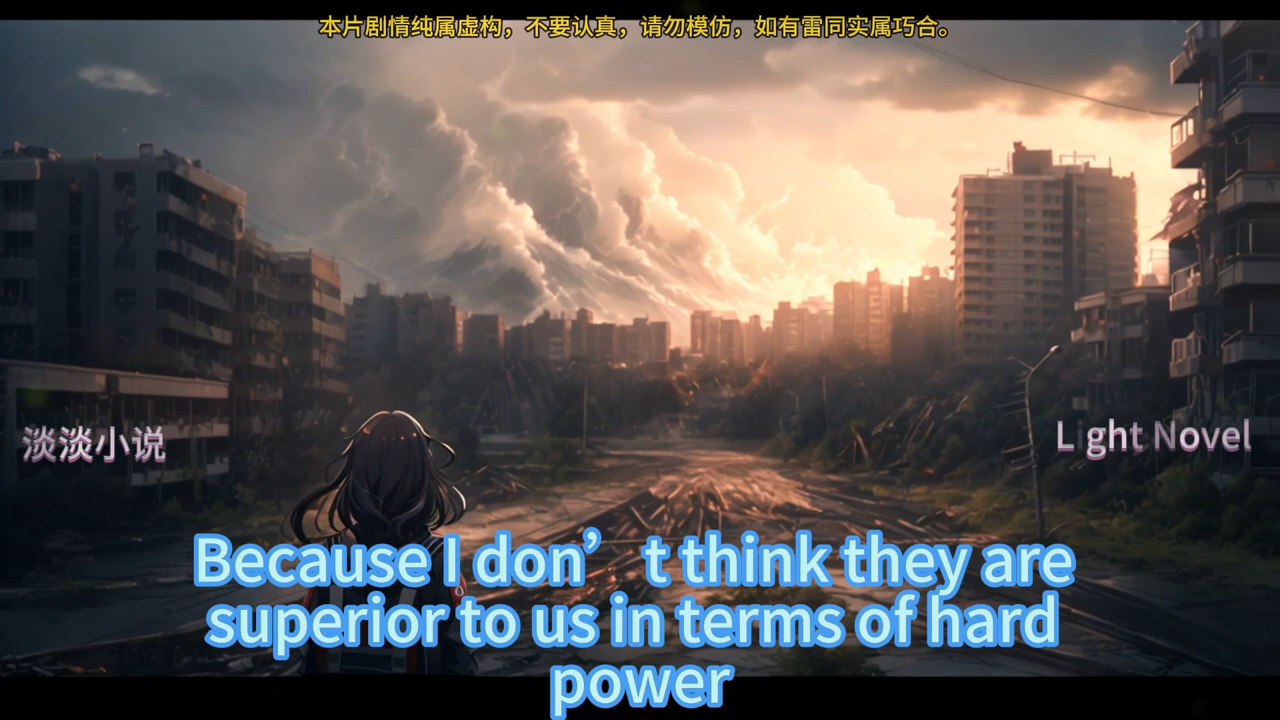 本片剧情纯属虚构，不要认真，请勿模仿，如有雷同实属巧合。
淡淡小说
Light Novel
Because I don’t think they are
superior to us in terms of hard
power